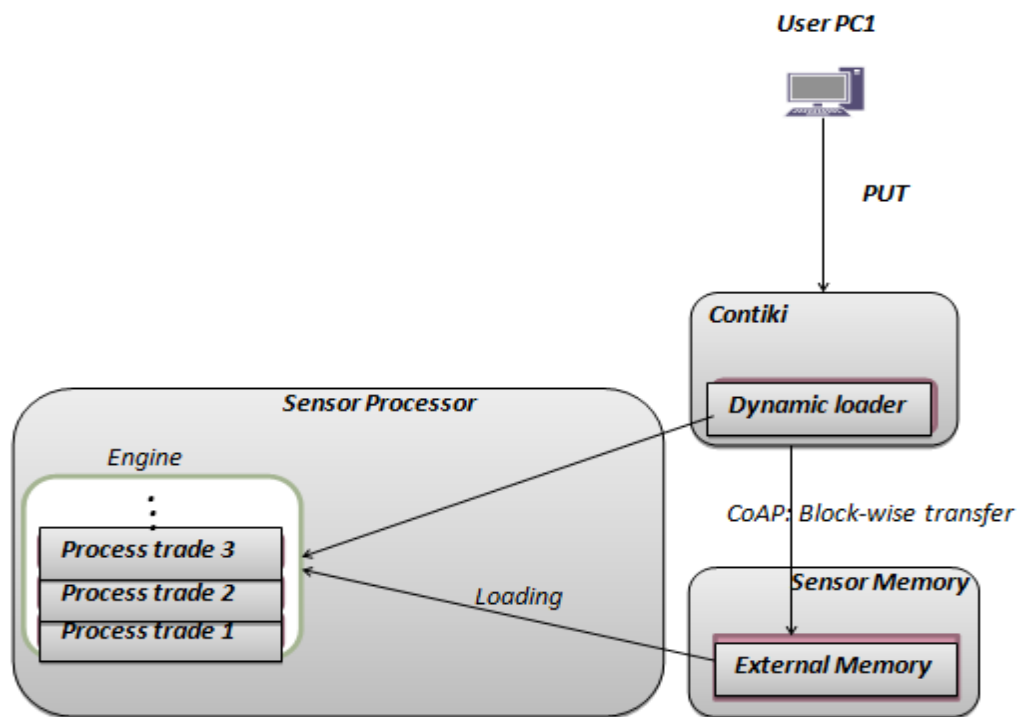 User PC1
PUT
Contiki
Dynamic loader
Sensor Processor
Engine
Process trade 3
Process trade 2
Process trade 1
CoAP: Block-wise transfer
Loading
Sensor Memory
External Memory